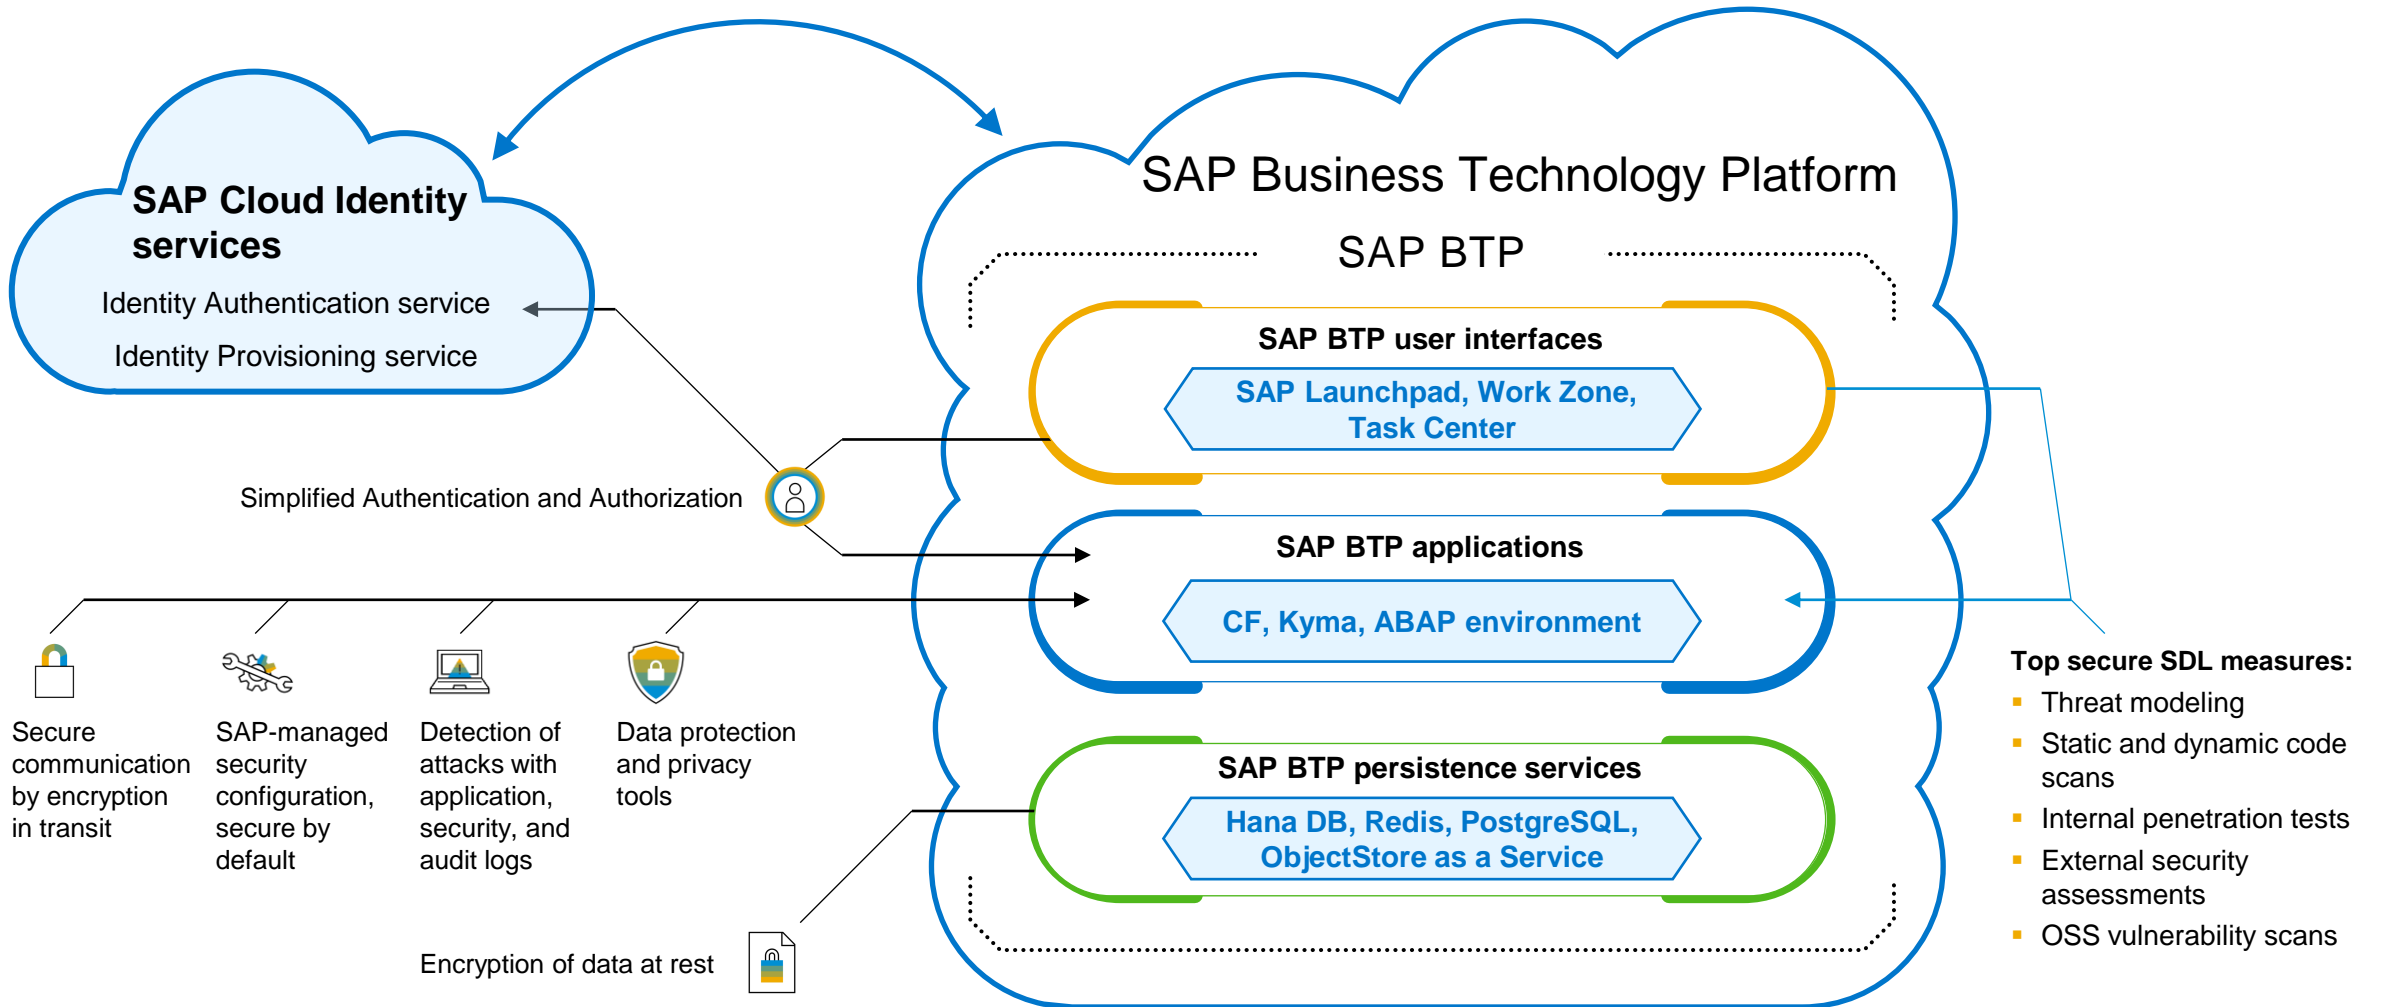 SAP Cloud Identity
services
Identity Authentication service
Identity Provisioning service
SAP Business Technology Platform
SAP BTP
SAP BTP user interfaces
SAP Launchpad, Work Zone,
Task Center
Simplified Authentication and Authorization
SAP BTP applications
CF, Kyma, ABAP environment
Secure
communication
by encryption
in transit
SAP-managed
security
configuration,
secure by
default
Detection of
attacks with
application,
security, and
audit logs
Data protection
and privacy
tools
SAP BTP persistence services
Hana DB, Redis, PostgreSQL,
ObjectStore as a Service
Encryption of data at rest
Top secure SDL measures:
Threat modeling
Static and dynamic code
scans
Internal penetration tests
External security
assessments
OSS vulnerability scans